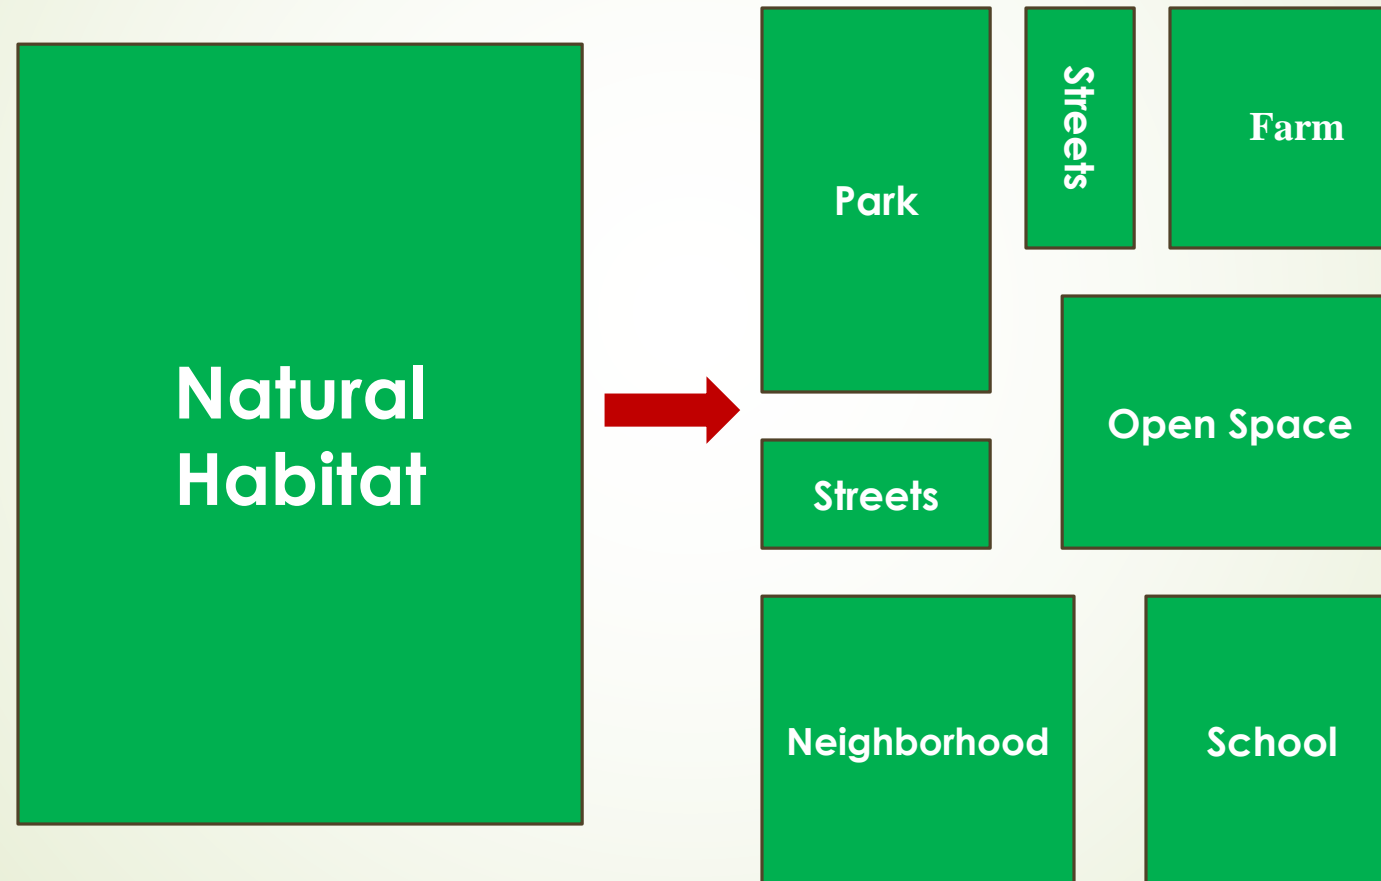 Natural
Habitat
Park
Streets
Farm
Open Space
Streets
Neighborhood
School